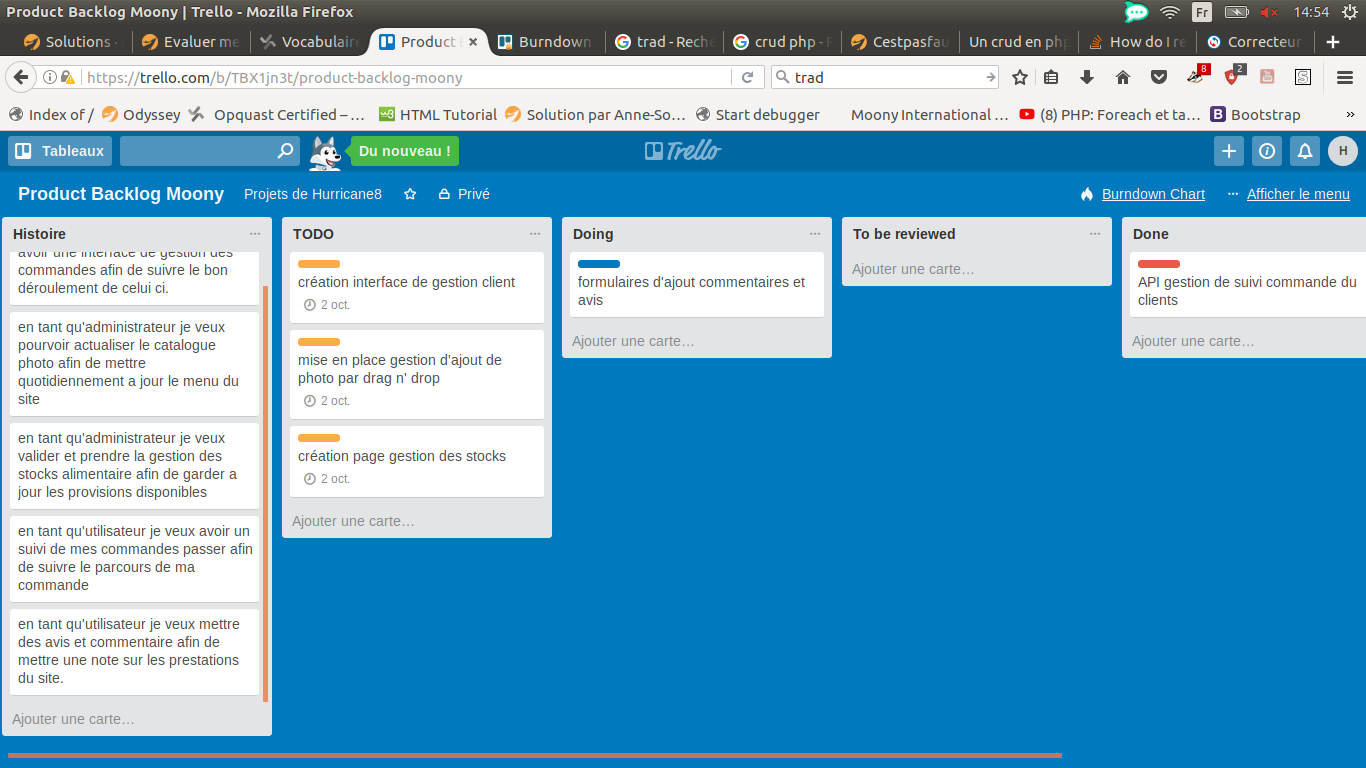 Product Backlog Moony | Trello - Mozilla Firefox
Fr
14:54
Solutions -
Evaluer me
Vocabulaire
Product
Burndown
trad - Reche
crud php - R
Cestpasfau
Un crud en php
How do I re
Correcteur
https://trello.com/b/TBX1jn3t/product-backlog-moony
trad
8
2
Index of /
Odyssey
Opquast Certified – …
HTML Tutorial
Solution par Anne-So…
Start debugger
Moony International …
(8) PHP: Foreach et ta…
Bootstrap
Tableaux
Du nouveau !
Trello
H
Product Backlog Moony
Projets de Hurricane8
Privé
Burndown Chart
Afficher le menu
Histoire
avoir une interface de gestion des
commandes afin de suivre le bon
déroulement de celui ci.
en tant qu'administrateur je veux
pourvoir actualiser le catalogue
photo afin de mettre
quotidiennement a jour le menu du
site
en tant qu'administrateur je veux
valider et prendre la gestion des
stocks alimentaire afin de garder a
jour les provisions disponibles
en tant qu'utilisateur je veux avoir un
suivi de mes commandes passer afin
de suivre le parcours de ma
commande
en tant qu'utilisateur je veux mettre
des avis et commentaire afin de
mettre une note sur les prestations
du site.
Ajouter une carte…
TODO
création interface de gestion client
2 oct.
mise en place gestion d'ajout de
photo par drag n' drop
2 oct.
création page gestion des stocks
2 oct.
Ajouter une carte…
Doing
formulaires d'ajout commentaires et
avis
Ajouter une carte…
To be reviewed
Ajouter une carte…
Done
API gestion de suivi commande du
clients
Ajouter une carte…